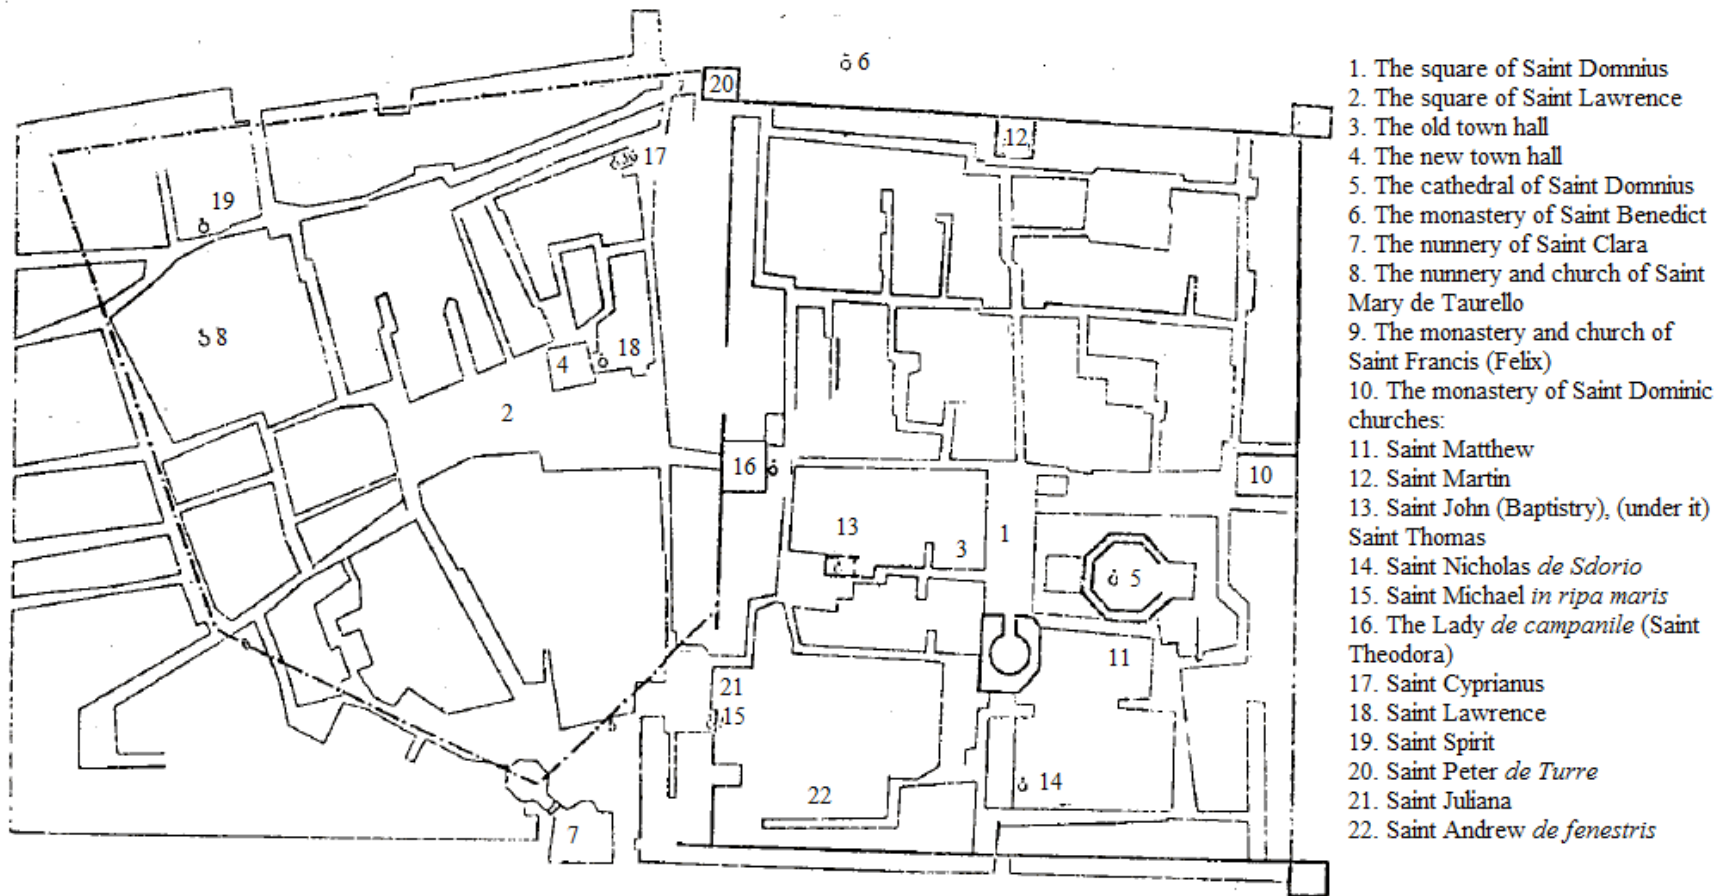 6
20
12
17
19
8
18
4
2
16
10
13
3
1
5
11
21
15
14
22
7
1. The square of Saint Domnius
2. The square of Saint Lawrence
3. The old town hall
4. The new town hall
5. The cathedral of Saint Domnius
6. The monastery of Saint Benedict
7. The nunnery of Saint Clara
8. The nunnery and church of Saint
Mary de Taurello
9. The monastery and church of
Saint Francis (Felix)
10. The monastery of Saint Dominic
churches:
11. Saint Matthew
12. Saint Martin
13. Saint John (Baptistry), (under it)
Saint Thomas
14. Saint Nicholas de Sdorio
15. Saint Michael in ripa maris
16. The Lady de campanile (Saint
Theodora)
17. Saint Cyprianus
18. Saint Lawrence
19. Saint Spirit
20. Saint Peter de Turre
21. Saint Juliana
22. Saint Andrew de fenestris